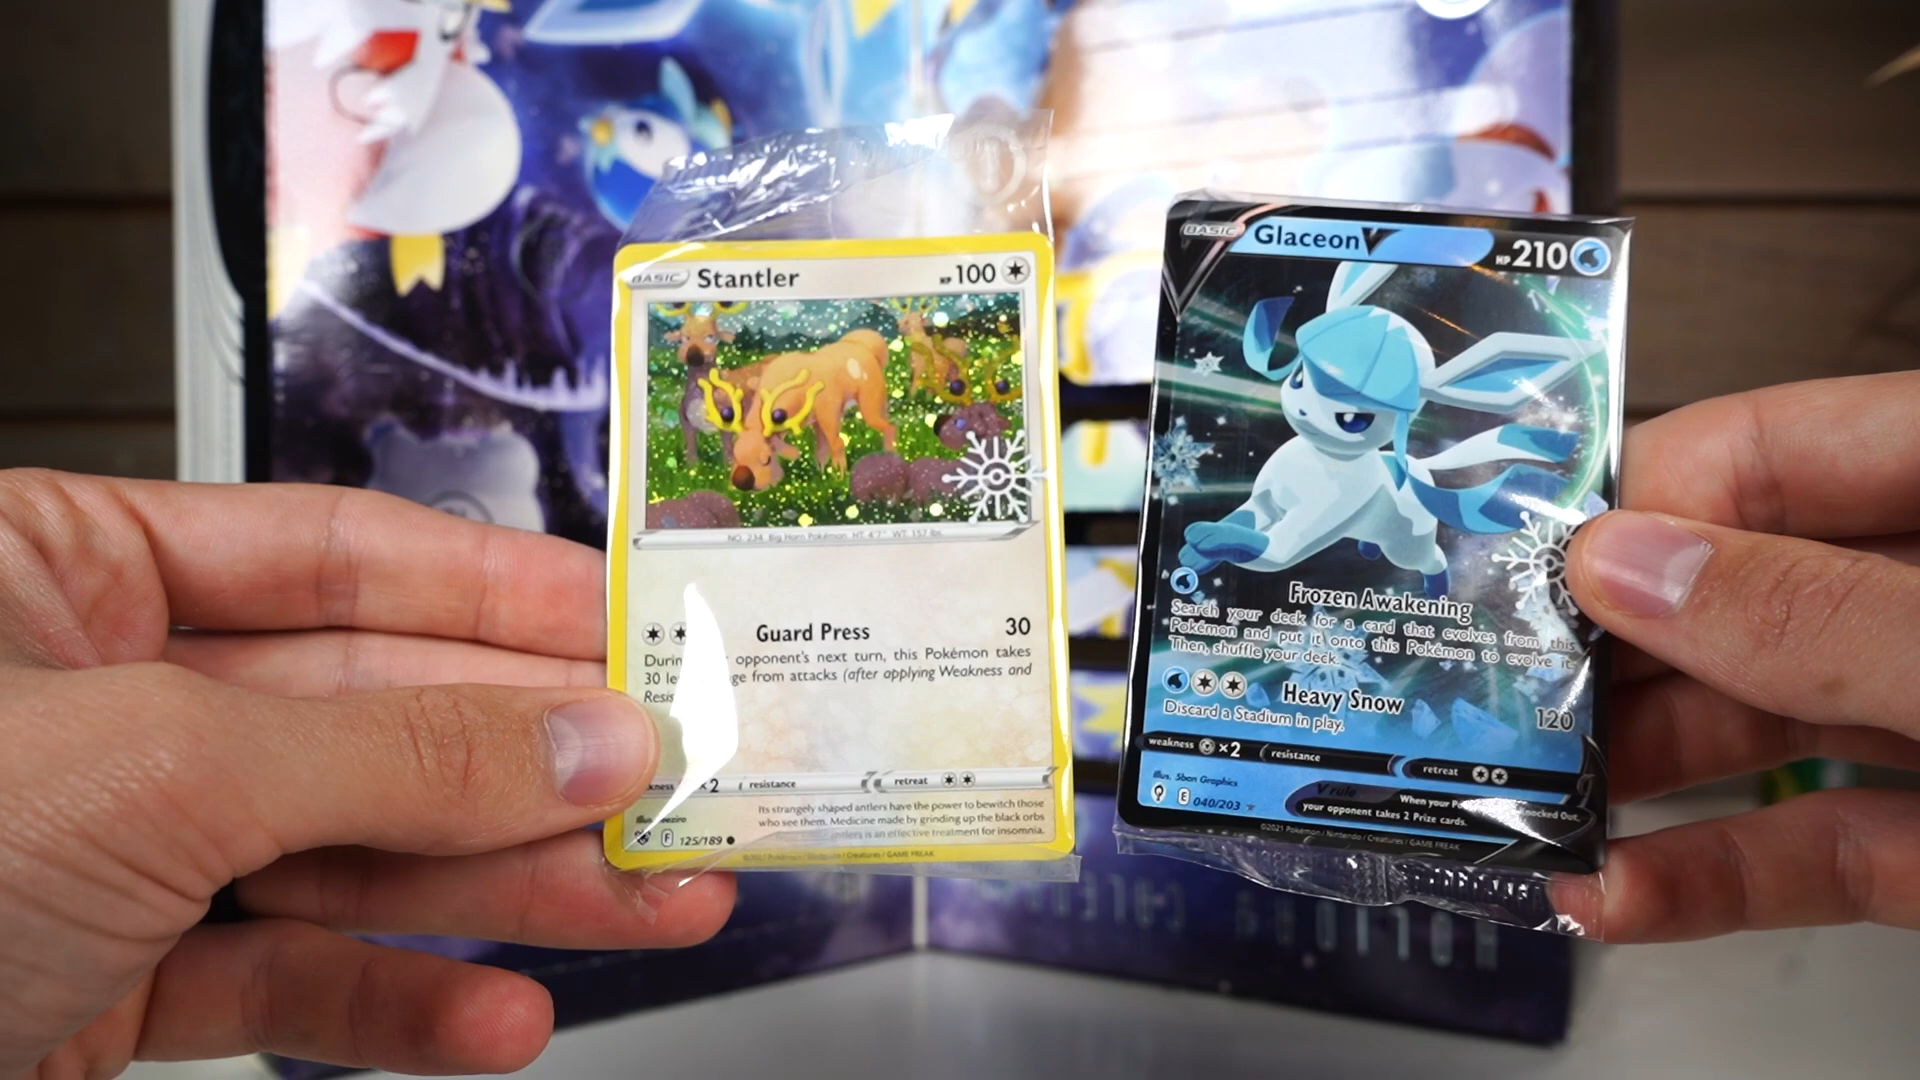 BASIC Stantler HP 100
NO. 234 Big Horn Pokémon HT: 4'7" WT: 157 lbs.
Guard Press 30
opponent's next turn, this Pokémon takes
30 from attacks (after applying Weakness and
×2 resistance retreat
Its strangely shaped antlers have the power to bewitch those
who see them. Medicine made by grinding up the black orbs
antlers is an effective treatment for insomnia.
F 125/189
BASIC Glaceon V HP 210
Frozen Awakening
Search your deck for a card that evolves from this
Pokémon and put it onto this Pokémon to evolve it.
Then, shuffle your deck.
Heavy Snow 120
Discard a Stadium in play.
weakness ×2 resistance retreat
Illus. 5ban Graphics
E 040/203
V rule
When your
Knocked Out,
your opponent takes 2 Prize cards.
©2021 Pokémon / Nintendo / Creatures / GAME FREAK
HOLIDAY CALENDAR